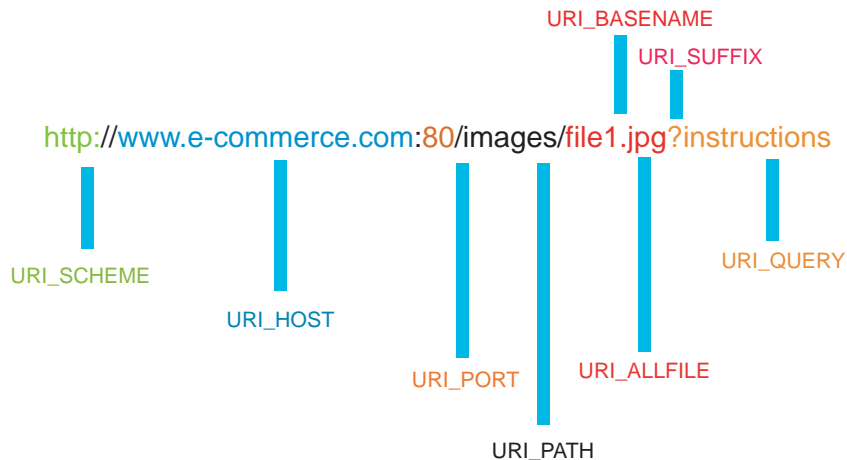 URI_BASENAME
URI_SUFFIX
http://www.e-commerce.com:80/images/file1.jpg?instructions
URI_SCHEME
URI_QUERY
URI_HOST
URI_PORT
URI_ALLFILE
URI_PATH